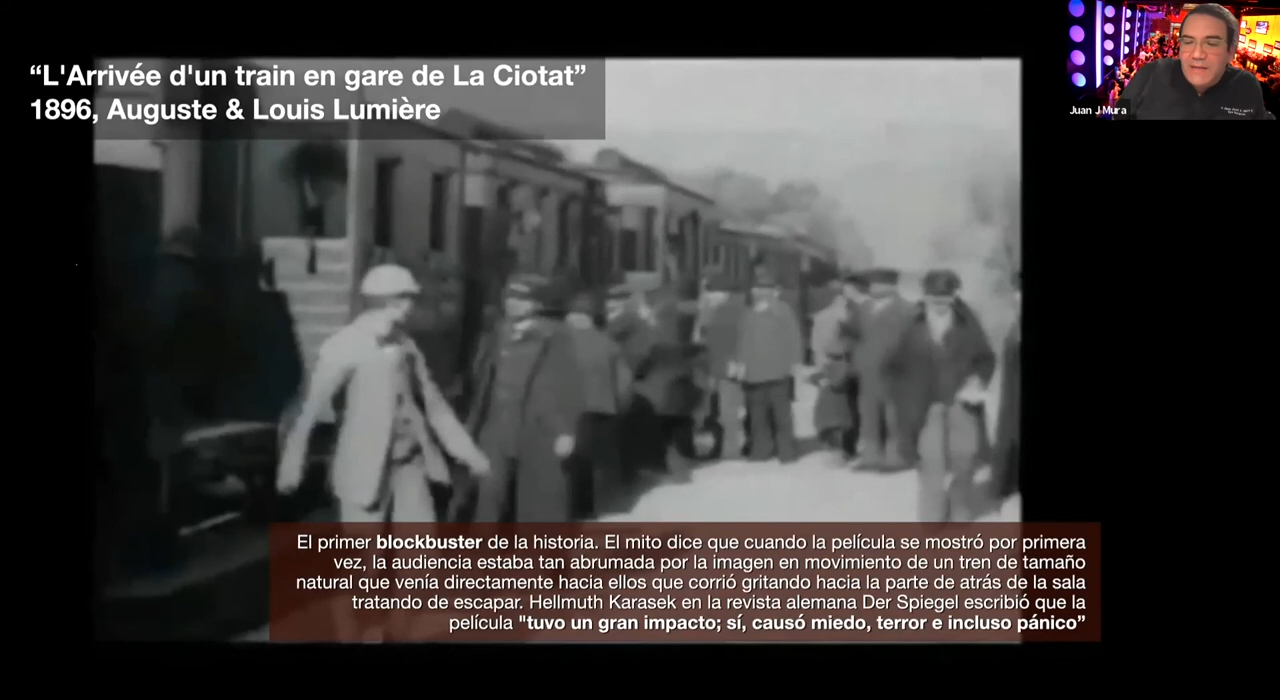 “L'Arrivée d'un train en gare de La Ciotat”
1896, Auguste & Louis Lumière
Juan J Mura
El primer blockbuster de la historia. El mito dice que cuando la película se mostró por primera
vez, la audiencia estaba tan abrumada por la imagen en movimiento de un tren de tamaño
natural que venía directamente hacia ellos que corrió gritando hacia la parte de atrás de la sala
tratando de escapar. Hellmuth Karasek en la revista alemana Der Spiegel escribió que la
película "tuvo un gran impacto; sí, causó miedo, terror e incluso pánico”